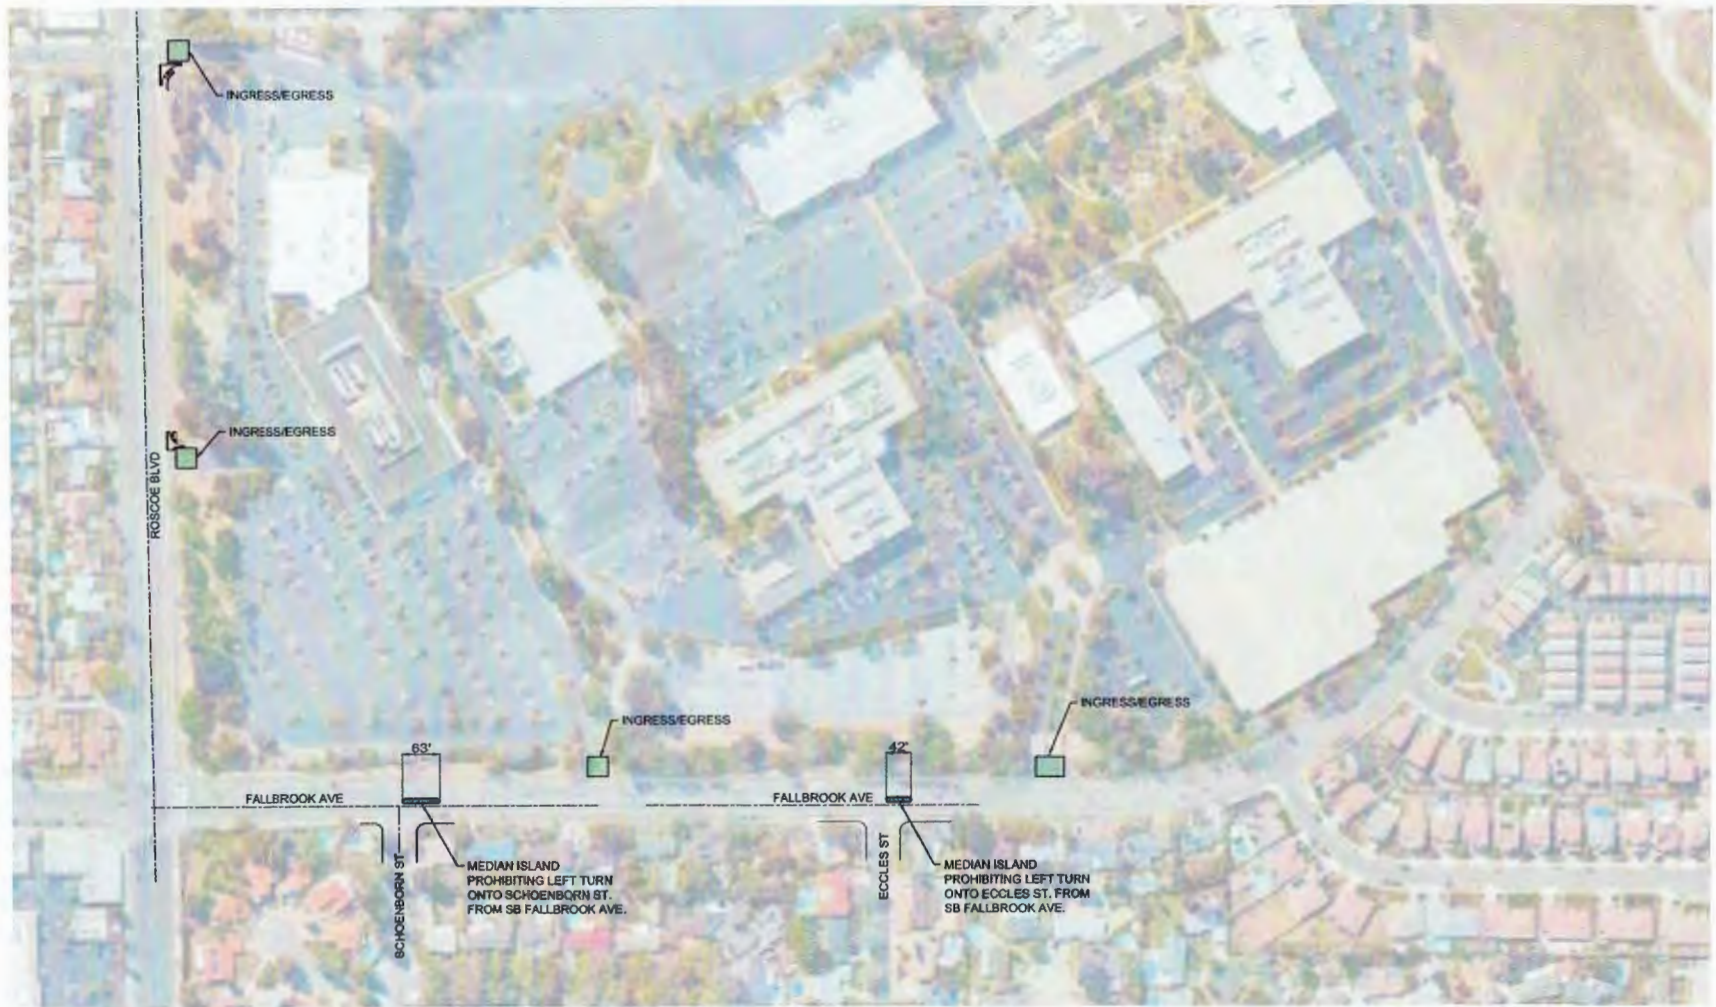 INGRESS/EGRESS
INGRESS/EGRESS
ROSCOE BLVD
INGRESS/EGRESS
INGRESS/EGRESS
63'
42'
FALLBROOK AVE
FALLBROOK AVE
SCHOENBORN ST
MEDIAN ISLAND
PROHIBITING LEFT TURN
ONTO SCHOENBORN ST.
FROM SB FALLBROOK AVE.
ECCLES ST
MEDIAN ISLAND
PROHIBITING LEFT TURN
ONTO ECCLES ST. FROM
SB FALLBROOK AVE.